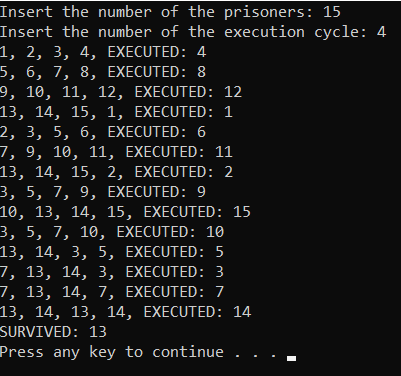 Insert the number of the prisoners: 15
Insert the number of the execution cycle: 4
1, 2, 3, 4, EXECUTED: 4
5, 6, 7, 8, EXECUTED: 8
9, 10, 11, 12, EXECUTED: 12
13, 14, 15, 1, EXECUTED: 1
2, 3, 5, 6, EXECUTED: 6
7, 9, 10, 11, EXECUTED: 11
13, 14, 15, 2, EXECUTED: 2
3, 5, 7, 9, EXECUTED: 9
10, 13, 14, 15, EXECUTED: 15
3, 5, 7, 10, EXECUTED: 10
13, 14, 3, 5, EXECUTED: 5
7, 13, 14, 3, EXECUTED: 3
7, 13, 14, 7, EXECUTED: 7
13, 14, 13, 14, EXECUTED: 14
SURVIVED: 13
Press any key to continue . . .